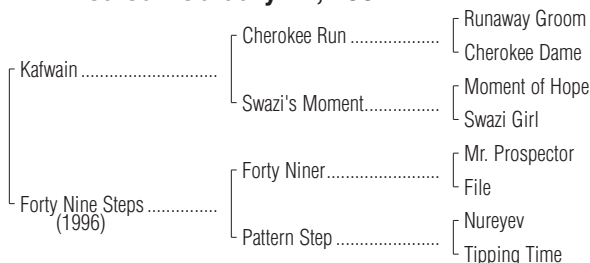 Runaway Groom
Cherokee Run ....................
Cherokee Dame
Kafwain ..............................
Moment of Hope
Swazi's Moment.................
Swazi Girl
Mr. Prospector
Forty Niner.........................
File
Forty Nine Steps ...............
(1996)
Nureyev
Pattern Step .......................
Tipping Time